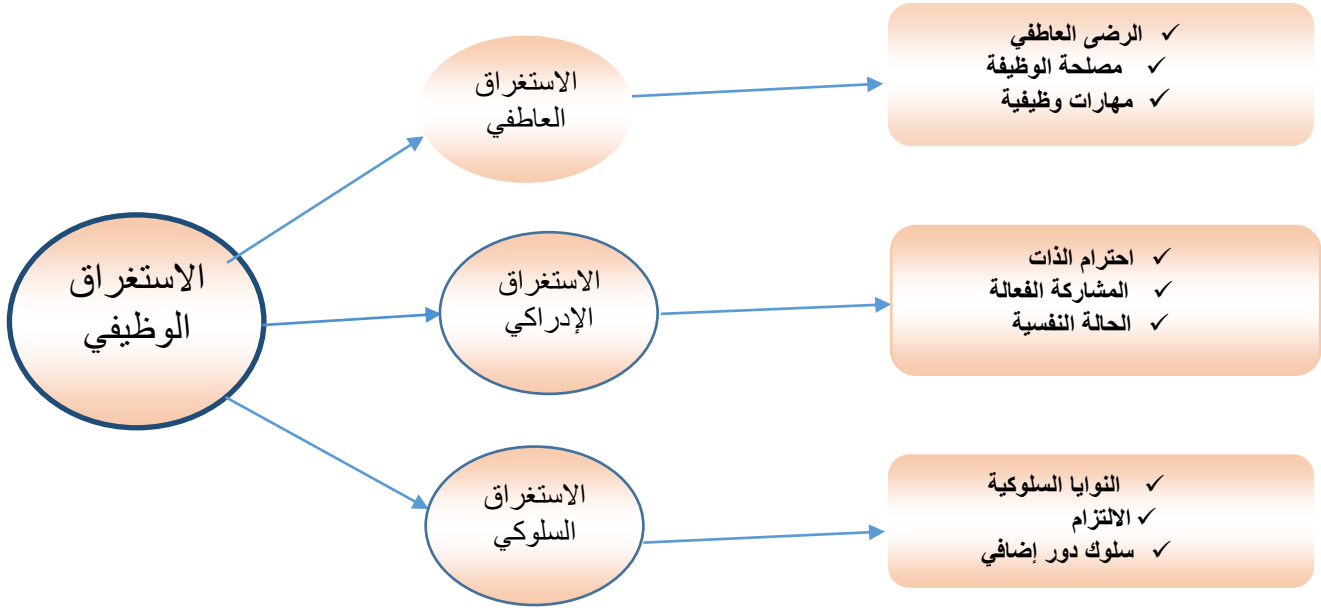 الاستغراق
الوظيفي
الاستغراق
العاطفي
✓ الرضى العاطفي
✓ مصلحة الوظيفة
✓ مهارات وظيفية
الاستغراق
الإدراكي
✓ احترام الذات
✓ المشاركة الفعالة
✓ الحالة النفسية
الاستغراق
السلوكي
✓ النوايا السلوكية
✓ الالتزام
✓ سلوك دور إضافي